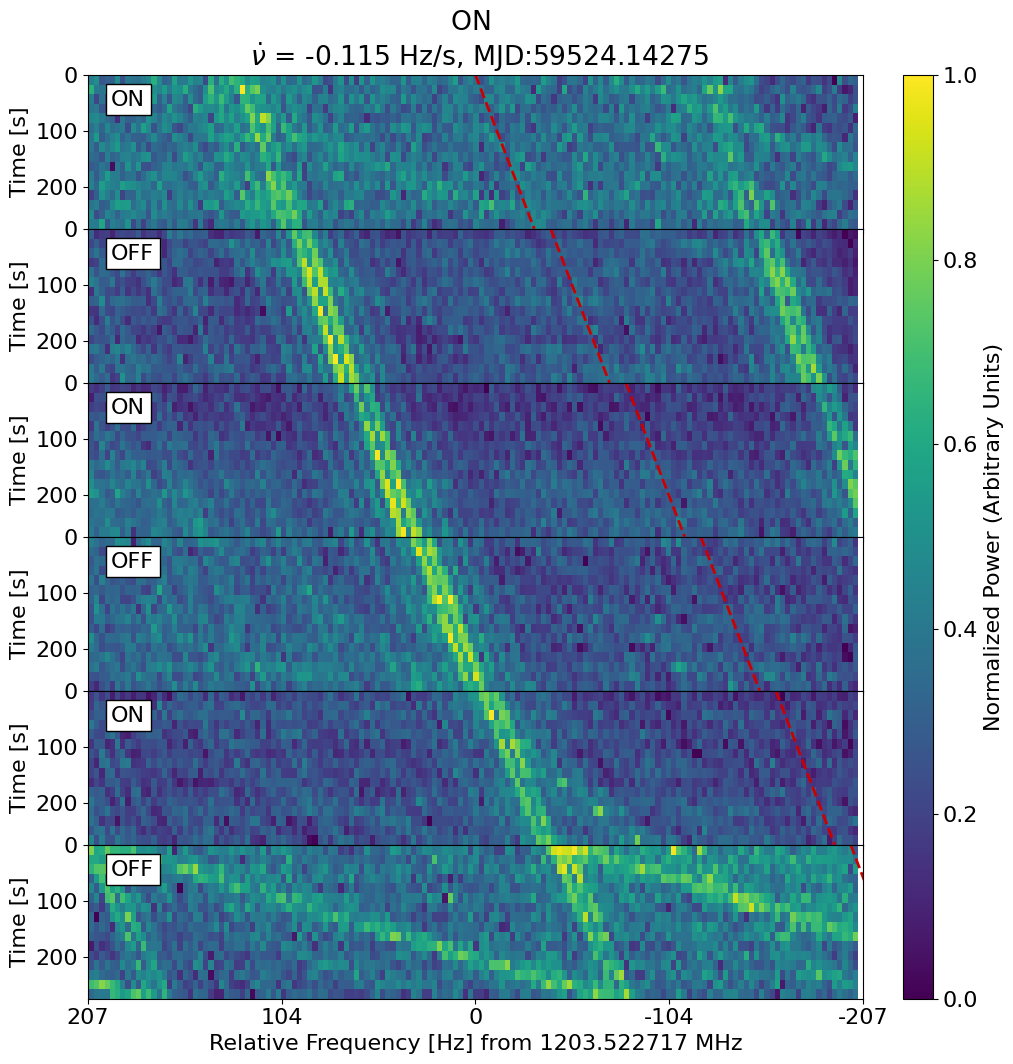 ON
ν̇ = -0.115 Hz/s, MJD:59524.14275
0
100
200
Time [s]
ON
0
100
200
Time [s]
OFF
0
100
200
Time [s]
ON
0
100
200
Time [s]
OFF
0
100
200
Time [s]
ON
0
100
200
Time [s]
OFF
207 104 0 -104 -207
Relative Frequency [Hz] from 1203.522717 MHz
1.0
0.8
0.6
0.4
0.2
0.0
Normalized Power (Arbitrary Units)